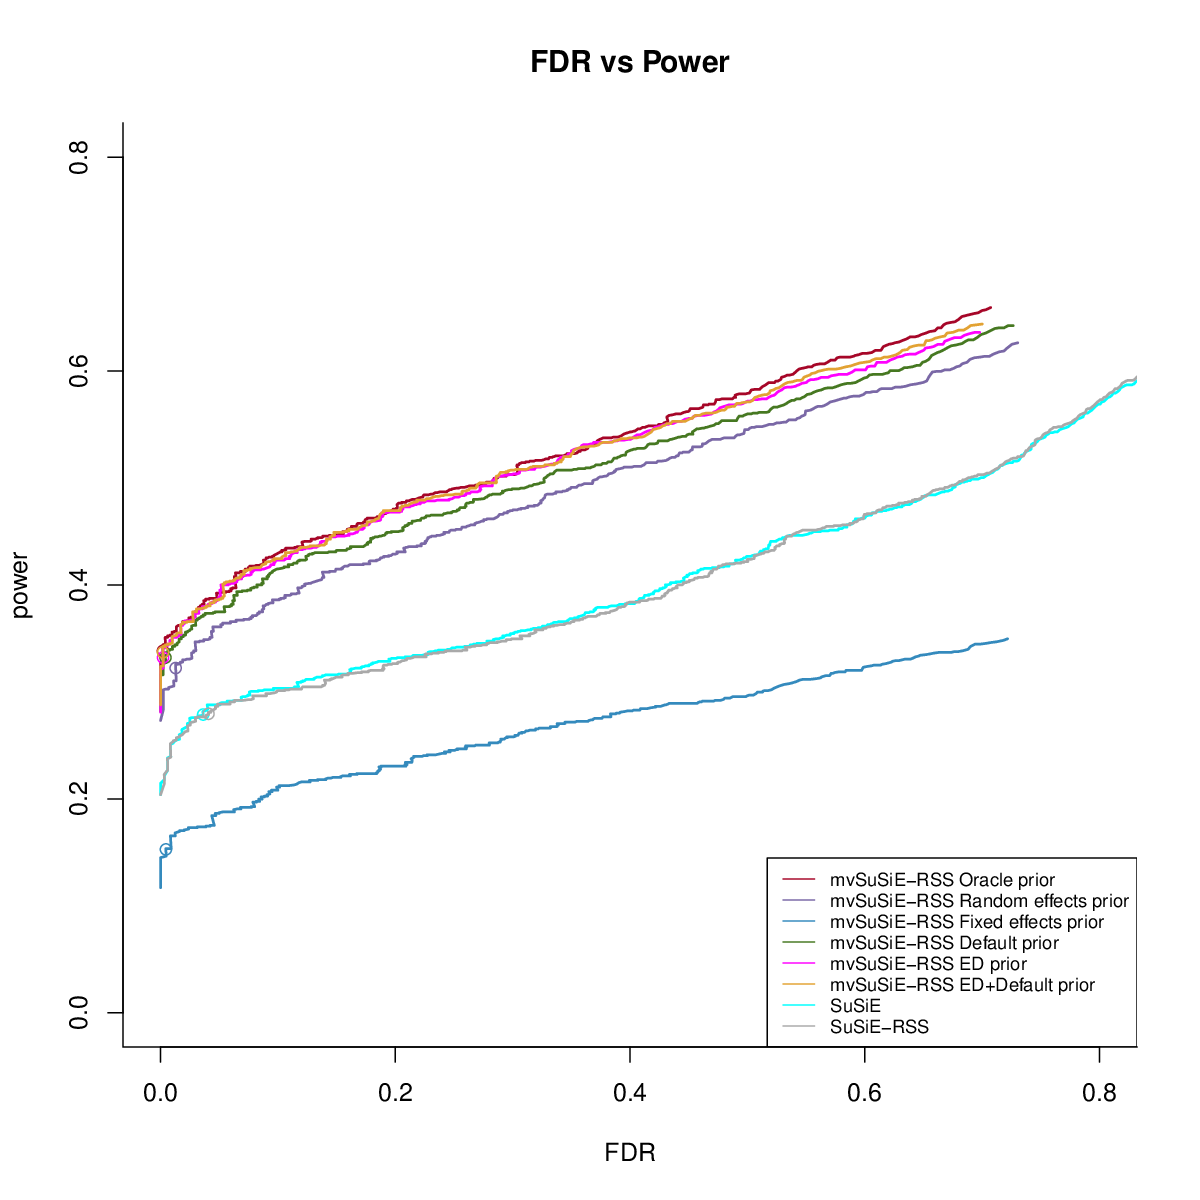 FDR vs Power
0.8
0.6
0.4
0.2
0.0
power
0.0 0.2 0.4 0.6 0.8
FDR
mvSuSiE−RSS Oracle prior
mvSuSiE−RSS Random effects prior
mvSuSiE−RSS Fixed effects prior
mvSuSiE−RSS Default prior
mvSuSiE−RSS ED prior
mvSuSiE−RSS ED+Default prior
SuSiE
SuSiE−RSS